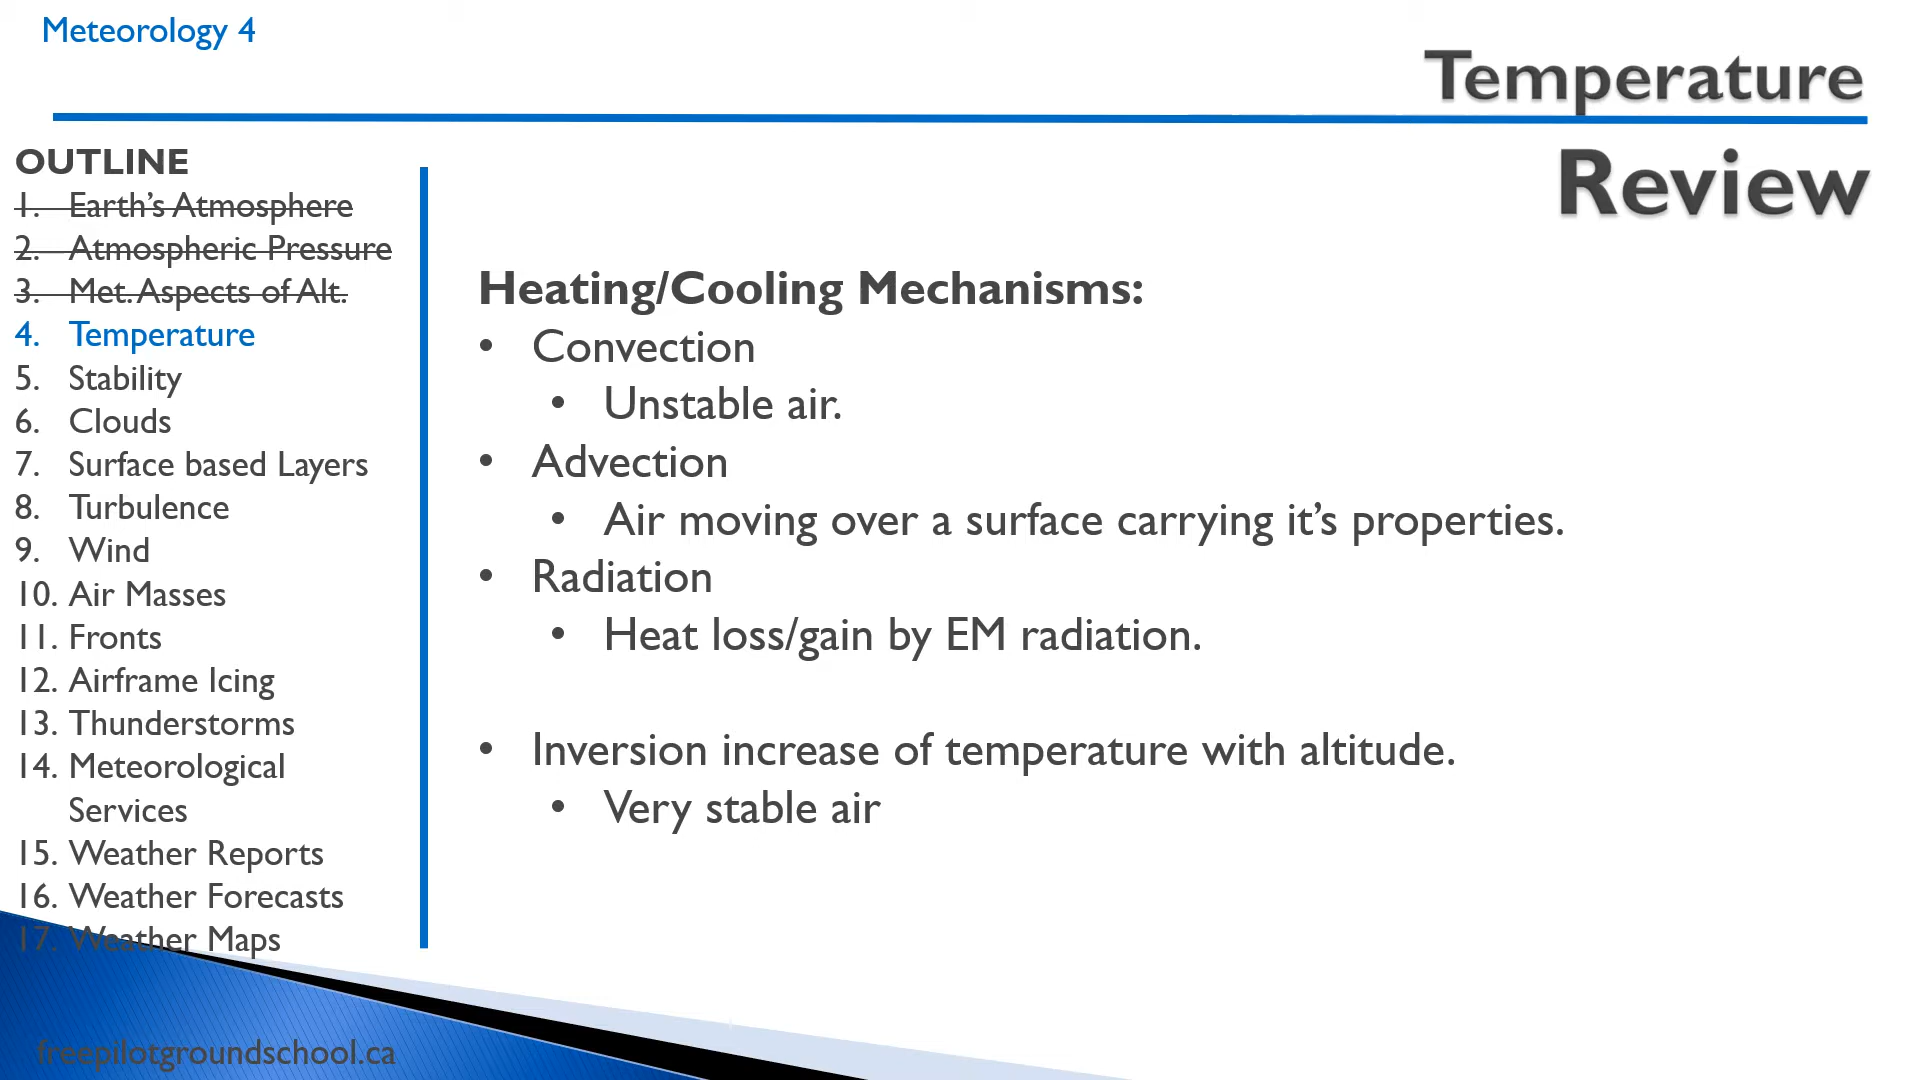 Meteorology 4
Temperature
Review
OUTLINE
1. Earth's Atmosphere
2. Atmospheric Pressure
3. Met. Aspects of Alt.
4. Temperature
5. Stability
6. Clouds
7. Surface based Layers
8. Turbulence
9. Wind
10. Air Masses
11. Fronts
12. Airframe Icing
13. Thunderstorms
14. Meteorological
Services
15. Weather Reports
16. Weather Forecasts
17. Weather Maps
Heating/Cooling Mechanisms:
• Convection
• Unstable air.
• Advection
• Air moving over a surface carrying it's properties.
• Radiation
• Heat loss/gain by EM radiation.
• Inversion increase of temperature with altitude.
• Very stable air
freepilotgroundschool.ca